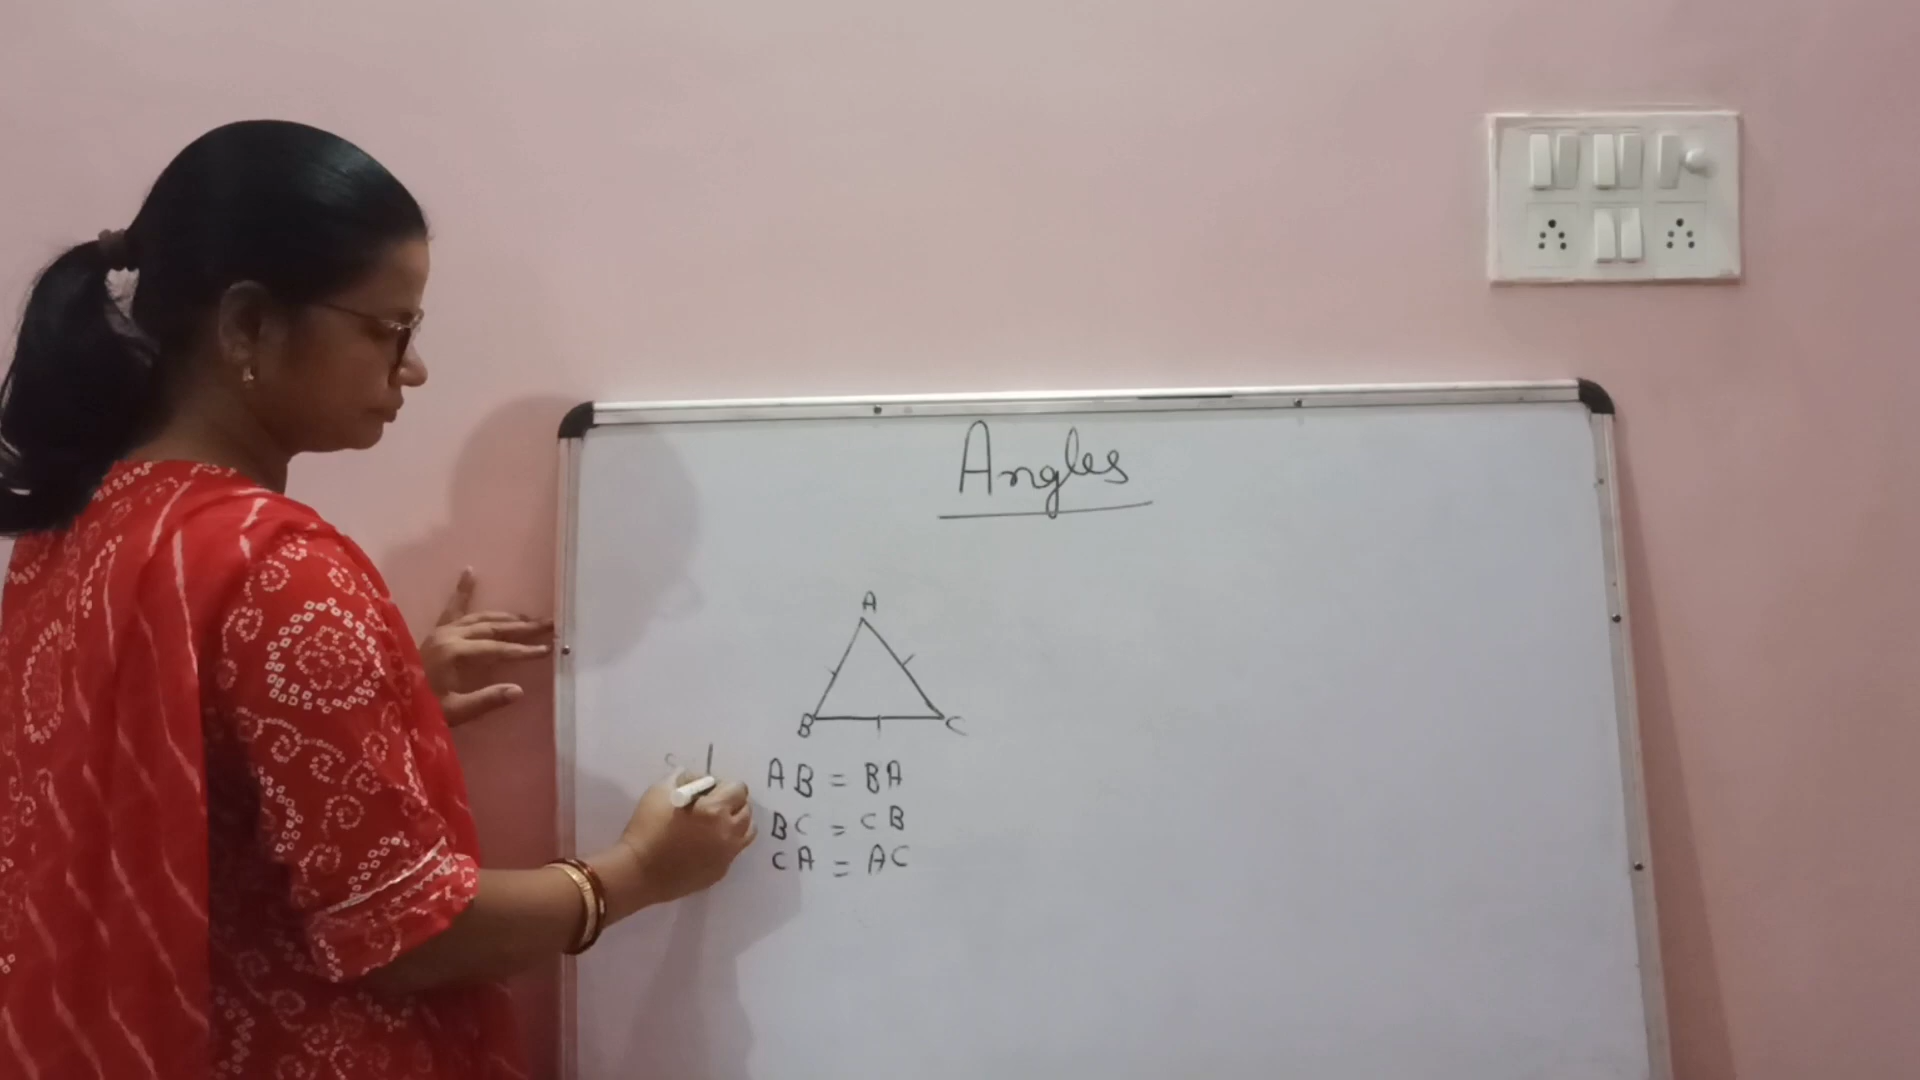 Angles
A
B C
AB = BA
BC = CB
CA = AC